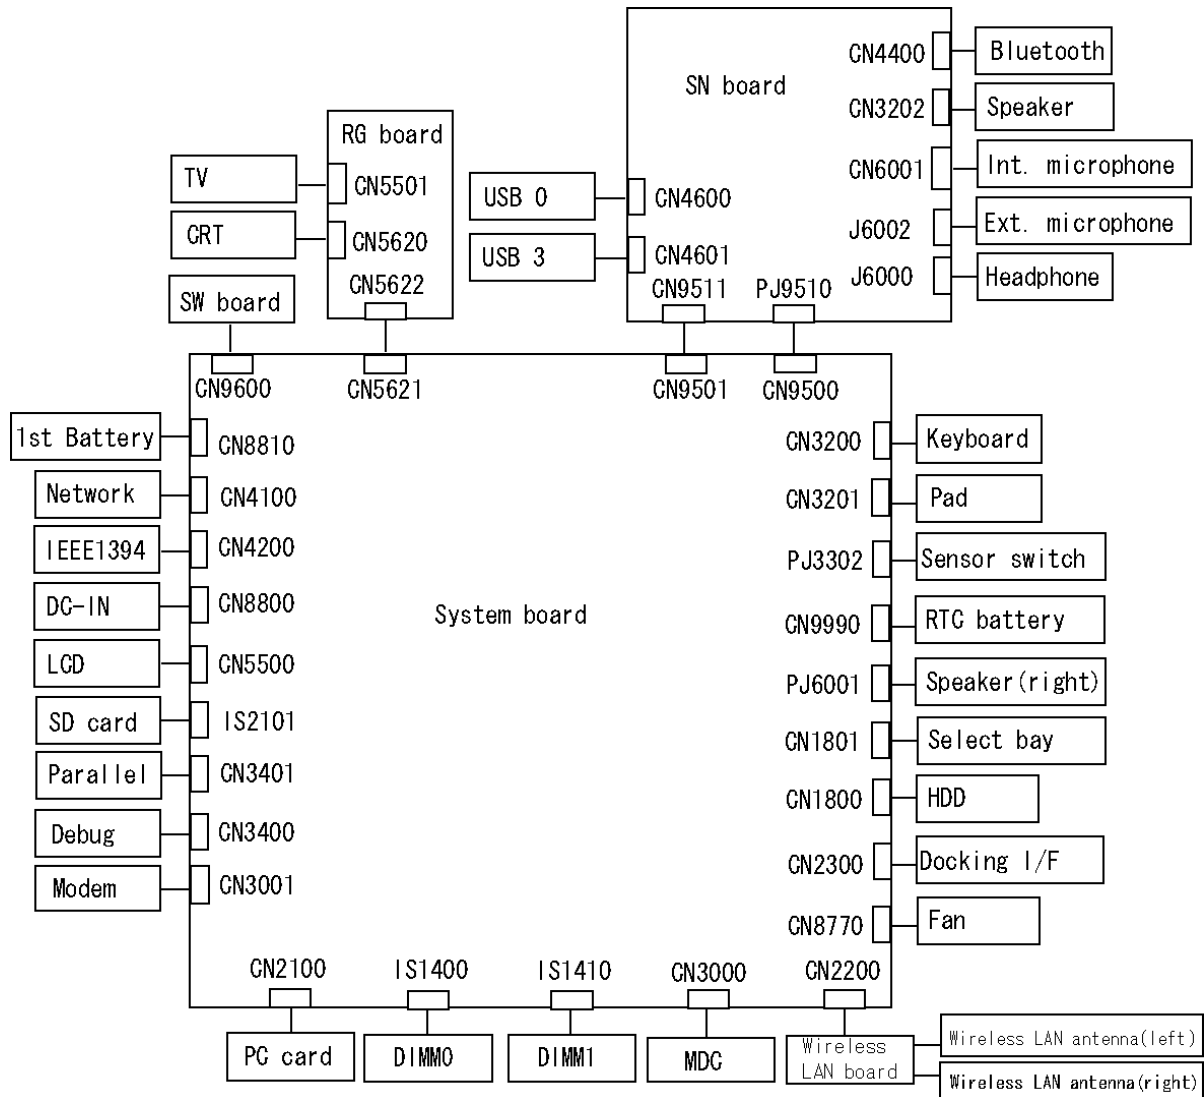 SN board
CN4400
Bluetooth
CN3202
Speaker
CN6001
Int. microphone
J6002
Ext. microphone
J6000
Headphone
USB 0
CN4600
USB 3
CN4601
CN9511
PJ9510
RG board
TV
CN5501
CRT
CN5620
CN5622
SW board
CN9600
CN5621
CN9501
CN9500
1st Battery
CN8810
Network
CN4100
IEEE1394
CN4200
DC-IN
CN8800
LCD
CN5500
SD card
IS2101
Parallel
CN3401
Debug
CN3400
Modem
CN3001
System board
CN3200
Keyboard
CN3201
Pad
PJ3302
Sensor switch
CN9990
RTC battery
PJ6001
Speaker(right)
CN1801
Select bay
CN1800
HDD
CN2300
Docking I/F
CN8770
Fan
CN2100
IS1400
IS1410
CN3000
CN2200
PC card
DIMM0
DIMM1
MDC
Wireless
LAN board
Wireless LAN antenna(left)
Wireless LAN antenna(right)